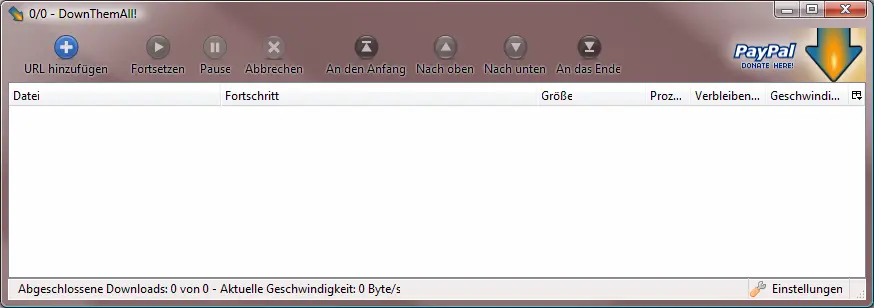 0/0 - DownThemAll!
URL hinzufügen Fortsetzen Pause Abbrechen An den Anfang Nach oben Nach unten An das Ende
PayPal
DONATE HERE!
Datei Fortschritt Größe Proz... Verbleiben... Geschwindi...
Abgeschlossene Downloads: 0 von 0 - Aktuelle Geschwindigkeit: 0 Byte/s Einstellungen